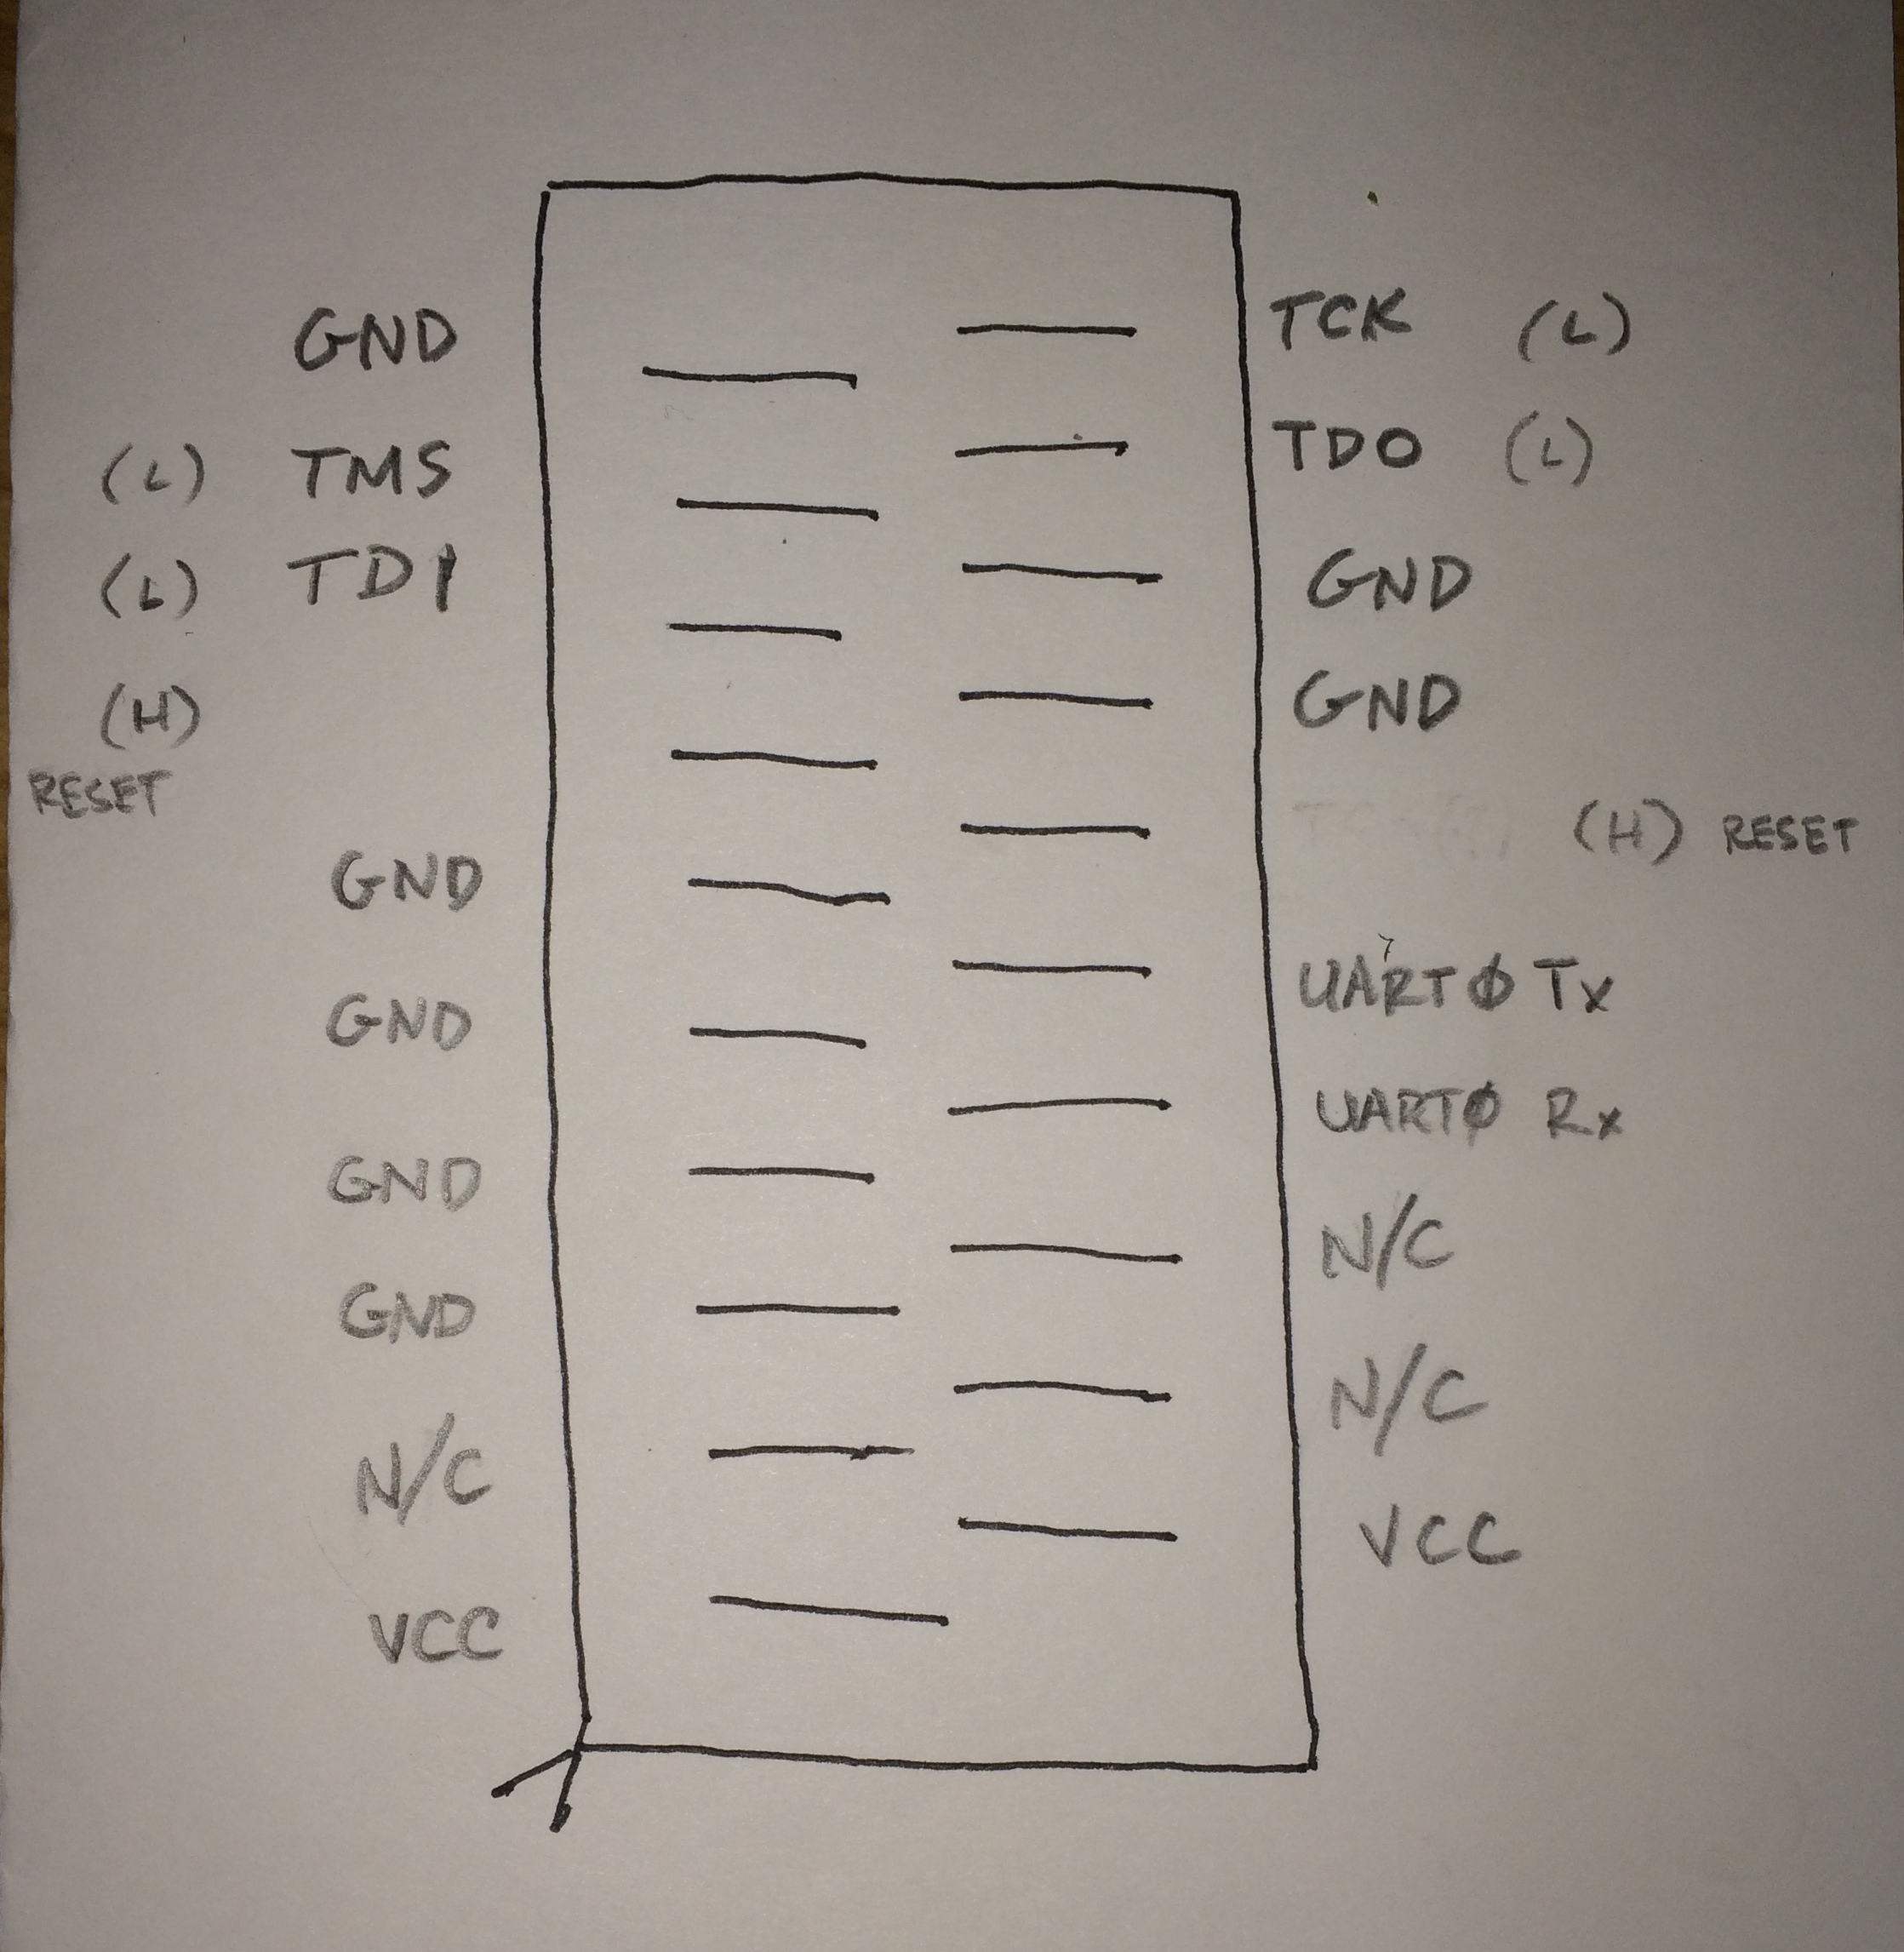 GND TCK (L)
(L) TMS TDO (L)
(L) TDI GND
(H) GND
RESET
(H) RESET
GND
GND UARTØ Tx
GND UARTØ Rx
GND N/C
N/C N/C
VCC VCC